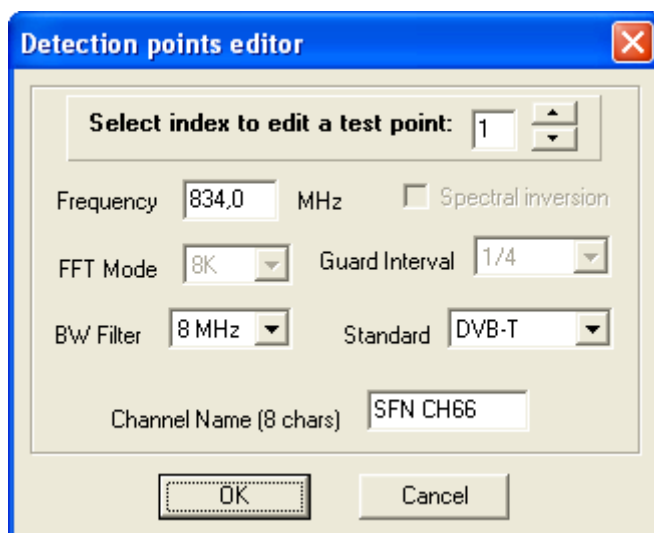 Detection points editor
Select index to edit a test point: 1
Frequency 834,0 MHz Spectral inversion
FFT Mode 8K Guard Interval 1/4
BW Filter 8 MHz Standard DVB-T
Channel Name (8 chars) SFN CH66
OK Cancel